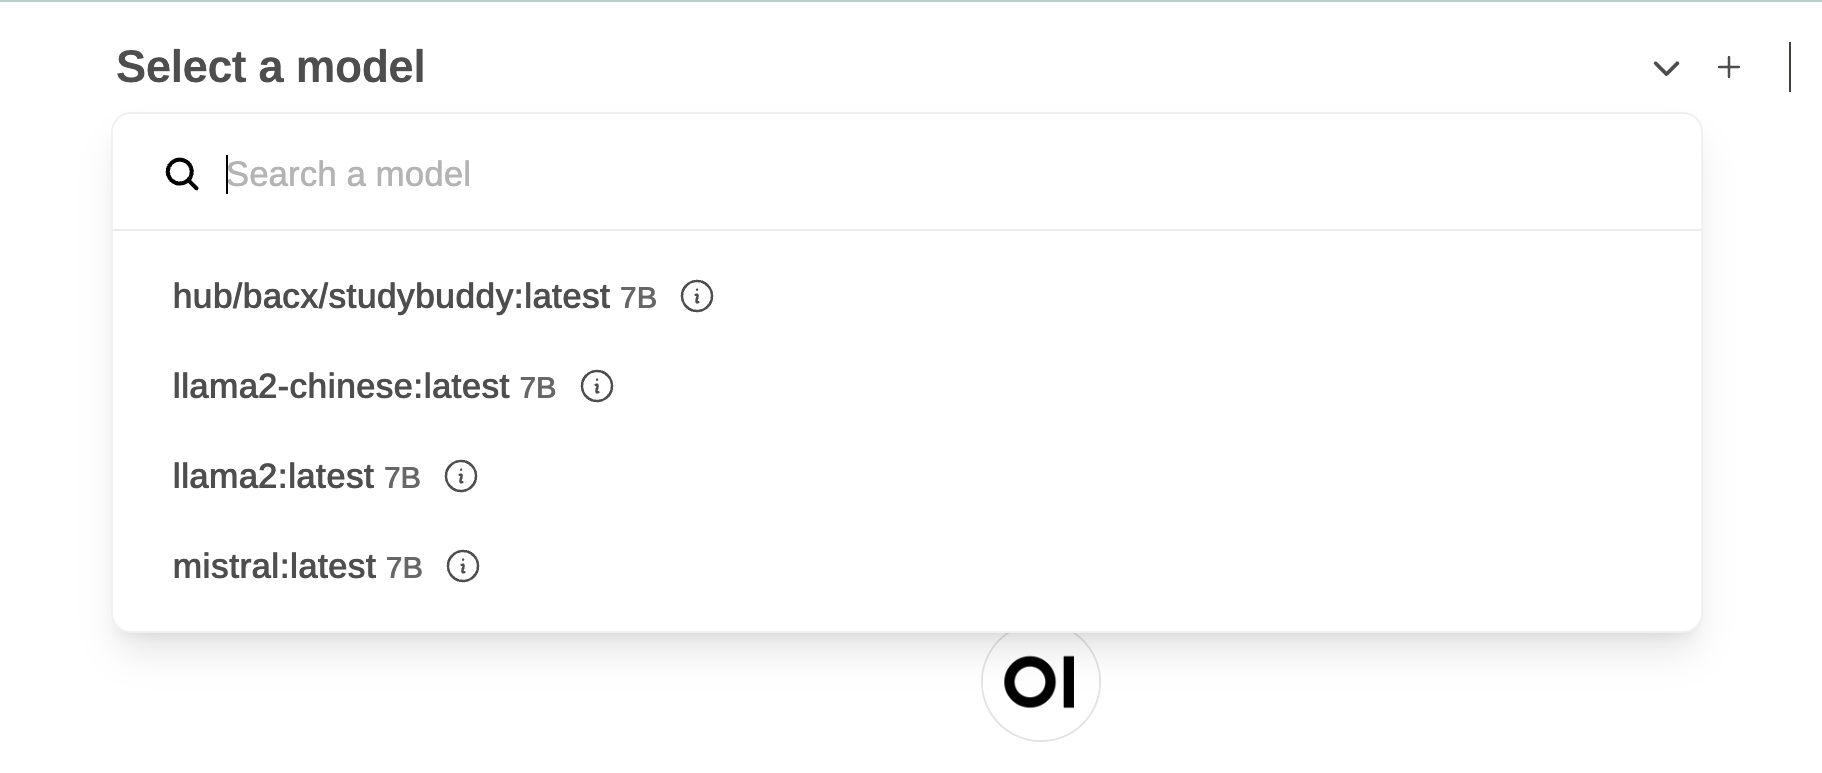 Select a model
Search a model
hub/bacx/studybuddy:latest 7B
llama2-chinese:latest 7B
llama2:latest 7B
mistral:latest 7B
OI